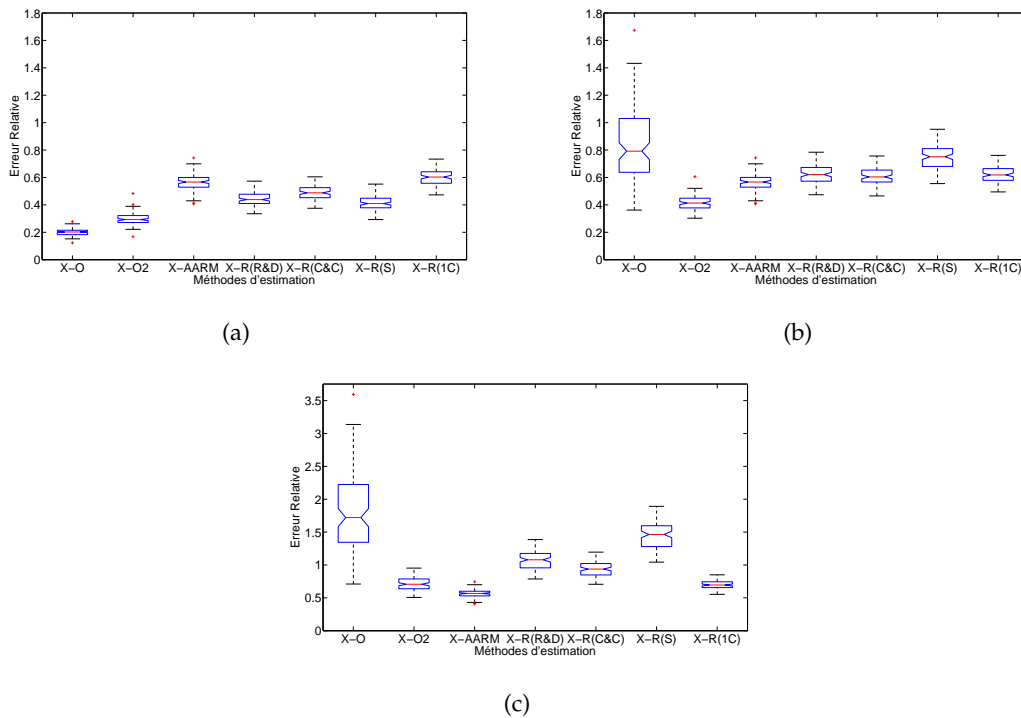 1.8
1.6
1.4
1.2
1
0.8
0.6
0.4
0.2
0
Erreur Relative
X−O X−O2 X−AARM X−R(R&D) X−R(C&C) X−R(S) X−R(1C)
Méthodes d'estimation
(a)
1.8
1.6
1.4
1.2
1
0.8
0.6
0.4
0.2
0
Erreur Relative
X−O X−O2 X−AARM X−R(R&D) X−R(C&C) X−R(S) X−R(1C)
Méthodes d'estimation
(b)
3.5
3
2.5
2
1.5
1
0.5
0
Erreur Relative
X−O X−O2 X−AARM X−R(R&D) X−R(C&C) X−R(S) X−R(1C)
Méthodes d'estimation
(c)